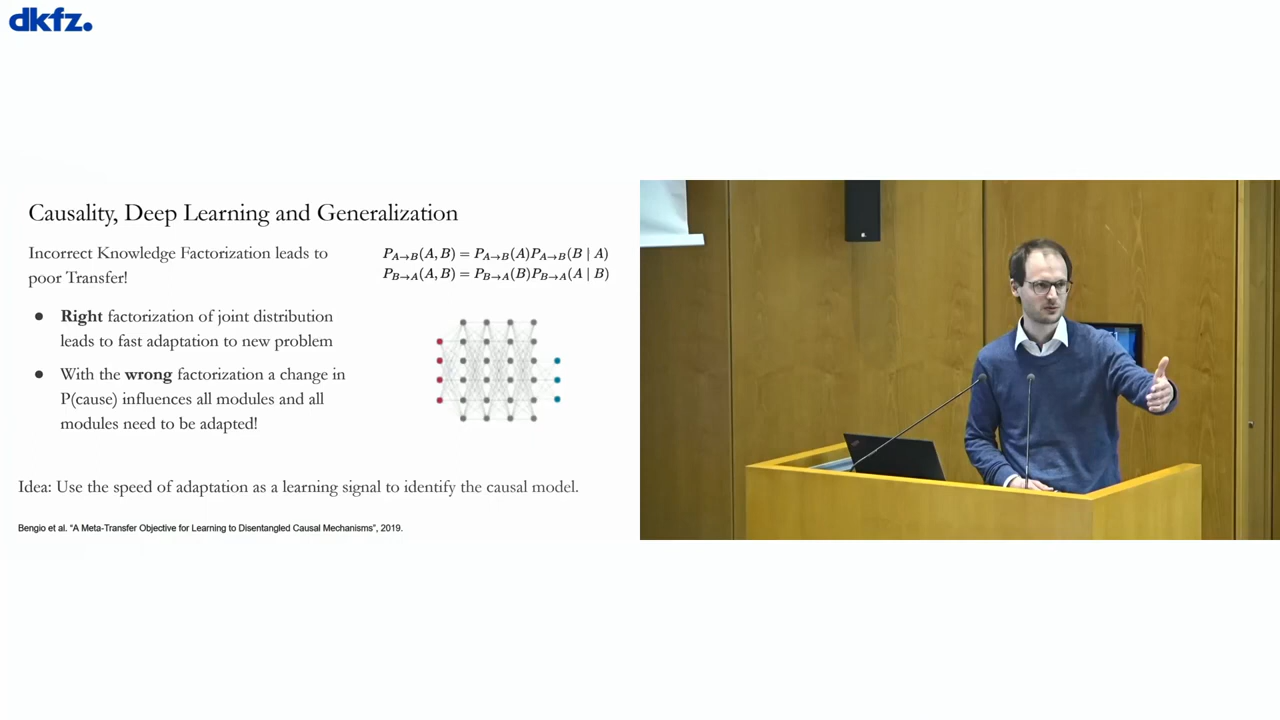 dkfz.
Causality, Deep Learning and Generalization
Incorrect Knowledge Factorization leads to
poor Transfer!
P_{A→B}(A, B) = P_{A→B}(A)P_{A→B}(B | A)
P_{B→A}(A, B) = P_{B→A}(B)P_{B→A}(A | B)
● Right factorization of joint distribution
leads to fast adaptation to new problem
● With the wrong factorization a change in
P(cause) influences all modules and all
modules need to be adapted!
Idea: Use the speed of adaptation as a learning signal to identify the causal model.
Bengio et al. "A Meta-Transfer Objective for Learning to Disentangled Causal Mechanisms", 2019.